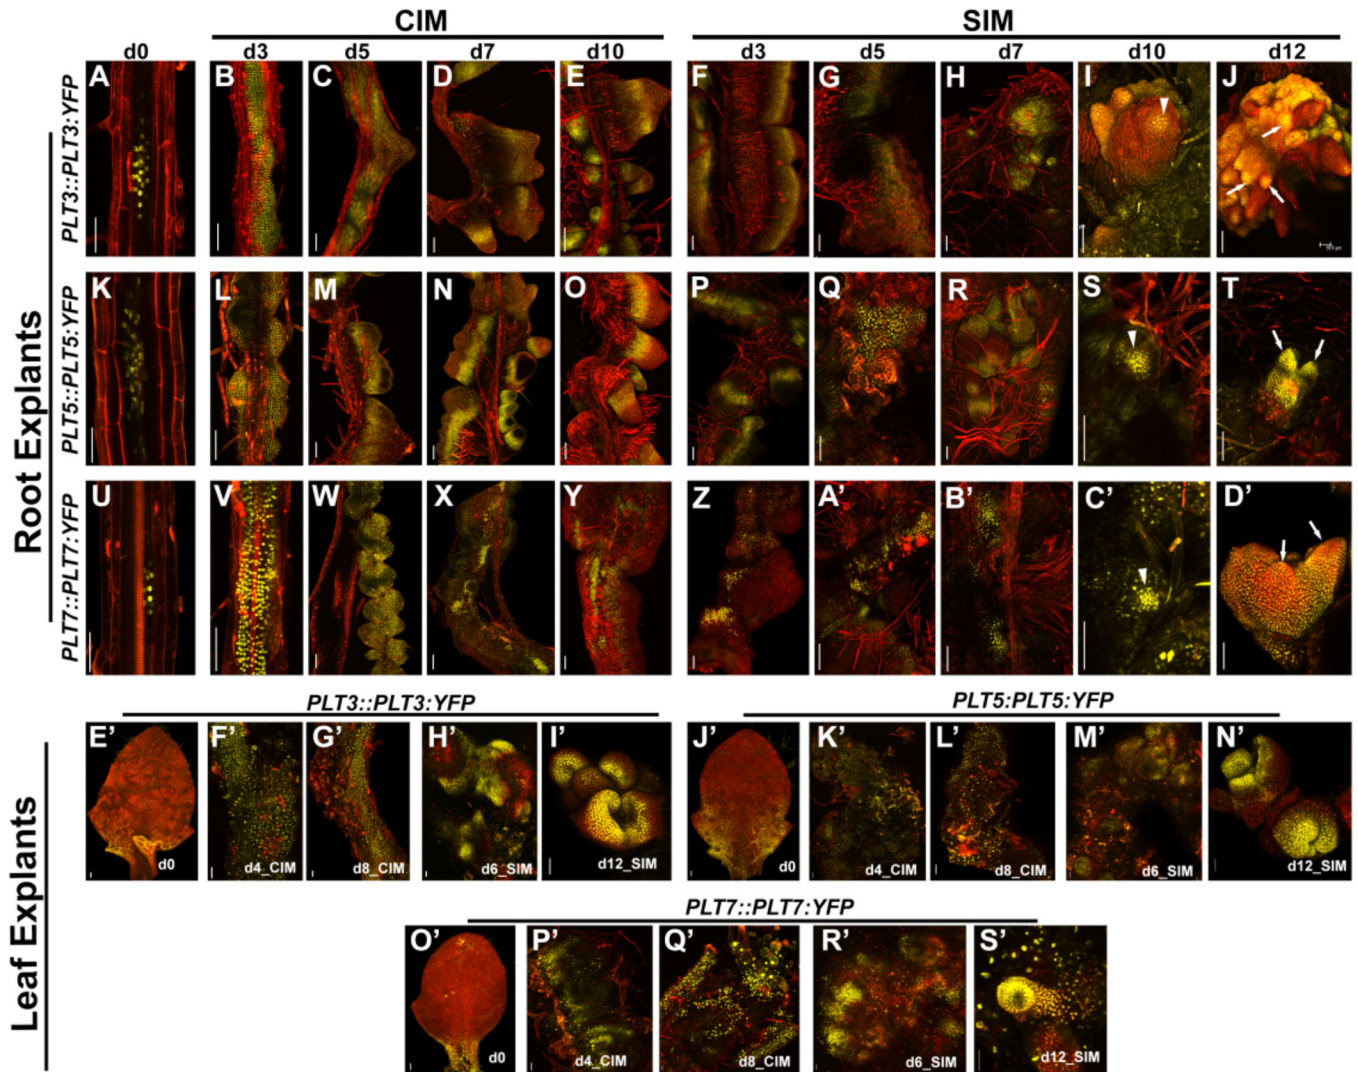 CIM SIM
d0 d3 d5 d7 d10 d3 d5 d7 d10 d12
Root Explants
PLT3::PLT3:YFP
A B C D E F G H I J
PLT5::PLT5:YFP
K L M N O P Q R S T
PLT7::PLT7:YFP
U V W X Y Z A’ B’ C’ D’
Leaf Explants
PLT3::PLT3:YFP PLT5:PLT5:YFP
E’ F’ G’ H’ I’ J’ K’ L’ M’ N’
d0 d4_CIM d8_CIM d6_SIM d12_SIM d0 d4_CIM d8_CIM d6_SIM d12_SIM
PLT7::PLT7:YFP
O’ P’ Q’ R’ S’
d0 d4_CIM d8_CIM d6_SIM d12_SIM